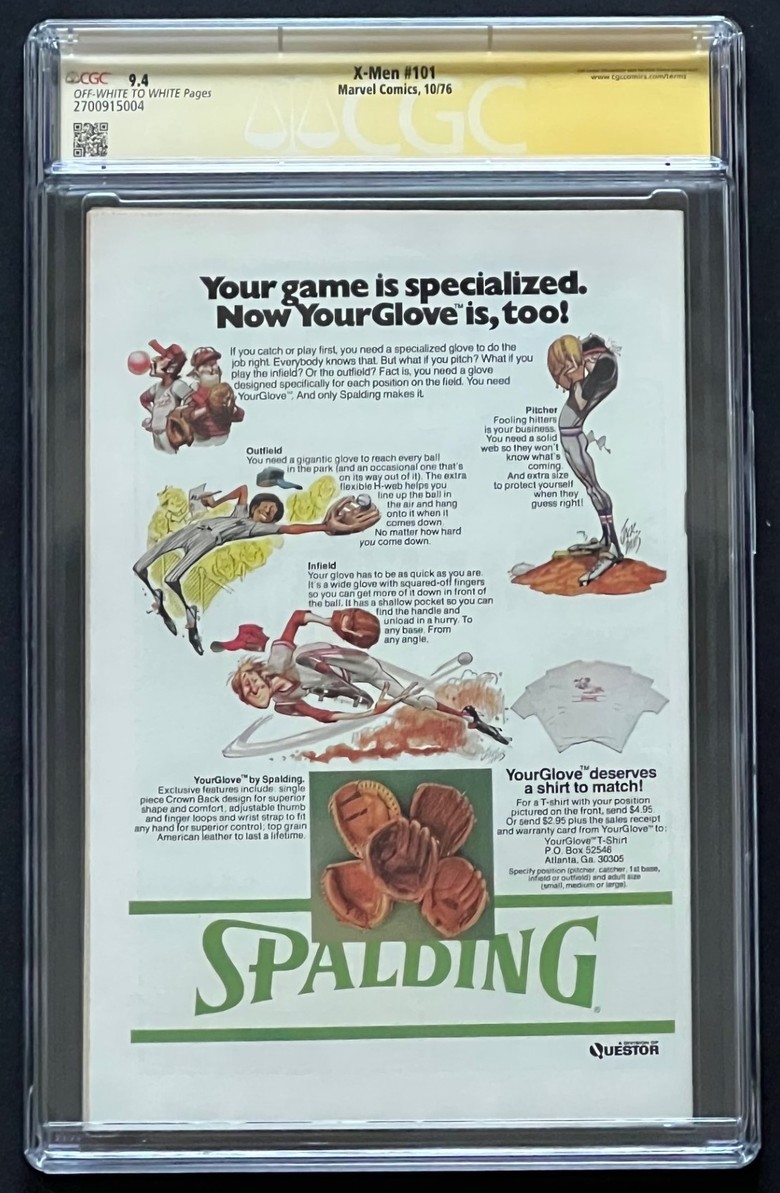 CGC 9.4
OFF-WHITE TO WHITE Pages
2700915004
X-Men #101
Marvel Comics, 10/76
www.cgccomics.com/terms
CGC
Your game is specialized.
Now YourGlove™ is, too!
If you catch or play first, you need a specialized glove to do the
job right. Everybody knows that. But what if you pitch? What if you
play the infield? Or the outfield? Fact is, you need a glove
designed specifically for each position on the field. You need
YourGlove™. And only Spalding makes it.
Pitcher
Fooling hitters
is your business.
You need a solid
web so they won't
know what's
coming.
And extra size
to protect yourself
when they
guess right!
Outfield
You need a gigantic glove to reach every ball
in the park (and an occasional one that's
on its way out of it). The extra
flexible H-web helps you
line up the ball in
the air and hang
onto it when it
comes down.
No matter how hard
you come down.
Infield
Your glove has to be as quick as you are.
It's a wide glove with squared-off fingers
so you can get more of it down in front of
the ball. It has a shallow pocket so you can
find the handle and
unload in a hurry. To
any base. From
any angle.
YourGlove™ by Spalding.
Exclusive features include: single
piece Crown Back design for superior
shape and comfort; adjustable thumb
and finger loops and wrist strap to fit
any hand for superior control; top grain
American leather to last a lifetime.
YourGlove™ deserves
a shirt to match!
For a T-shirt with your position
pictured on the front, send $4.95.
Or send $2.95 plus the sales receipt
and warranty card from YourGlove™ to:
YourGlove™ T-Shirt
P.O. Box 52546
Atlanta, Ga. 30305
Specify position (pitcher, catcher, 1st base,
infield or outfield) and adult size
(small, medium or large).
SPALDING®
A DIVISION OF
QUESTOR